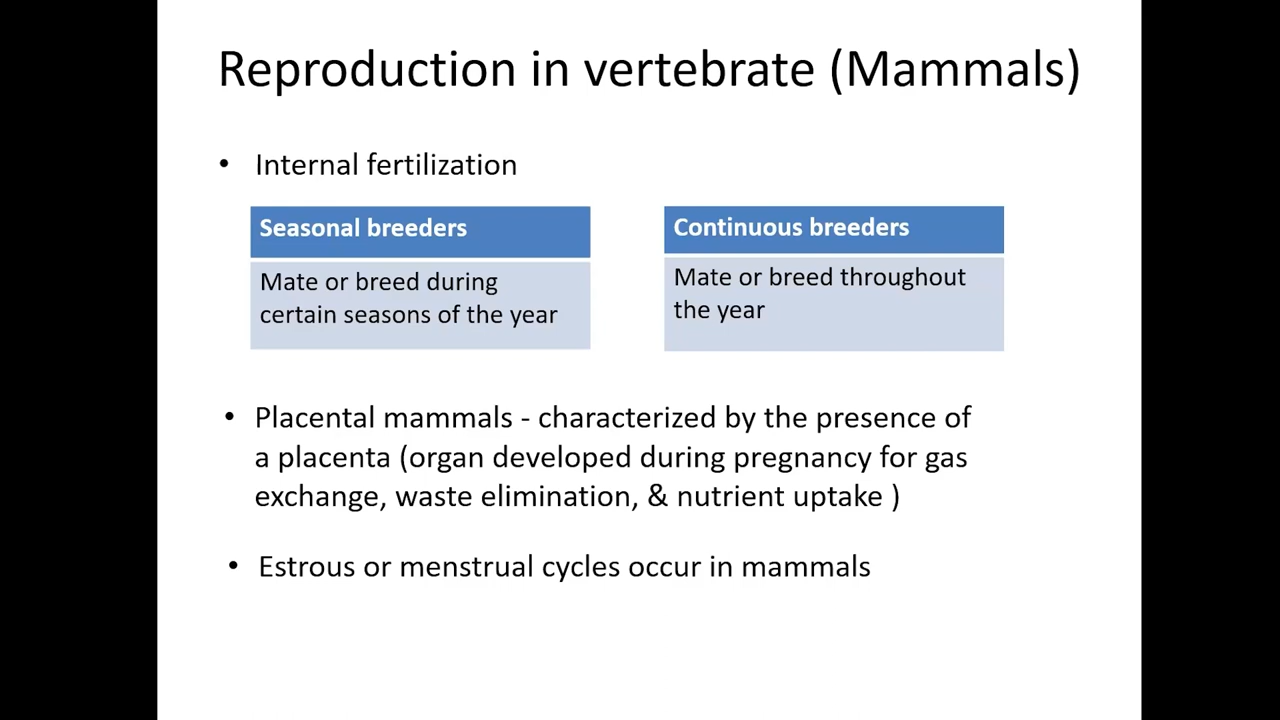 Reproduction in vertebrate (Mammals)
• Internal fertilization
Seasonal breeders
Mate or breed during
certain seasons of the year
Continuous breeders
Mate or breed throughout
the year
• Placental mammals - characterized by the presence of
a placenta (organ developed during pregnancy for gas
exchange, waste elimination, & nutrient uptake )
• Estrous or menstrual cycles occur in mammals